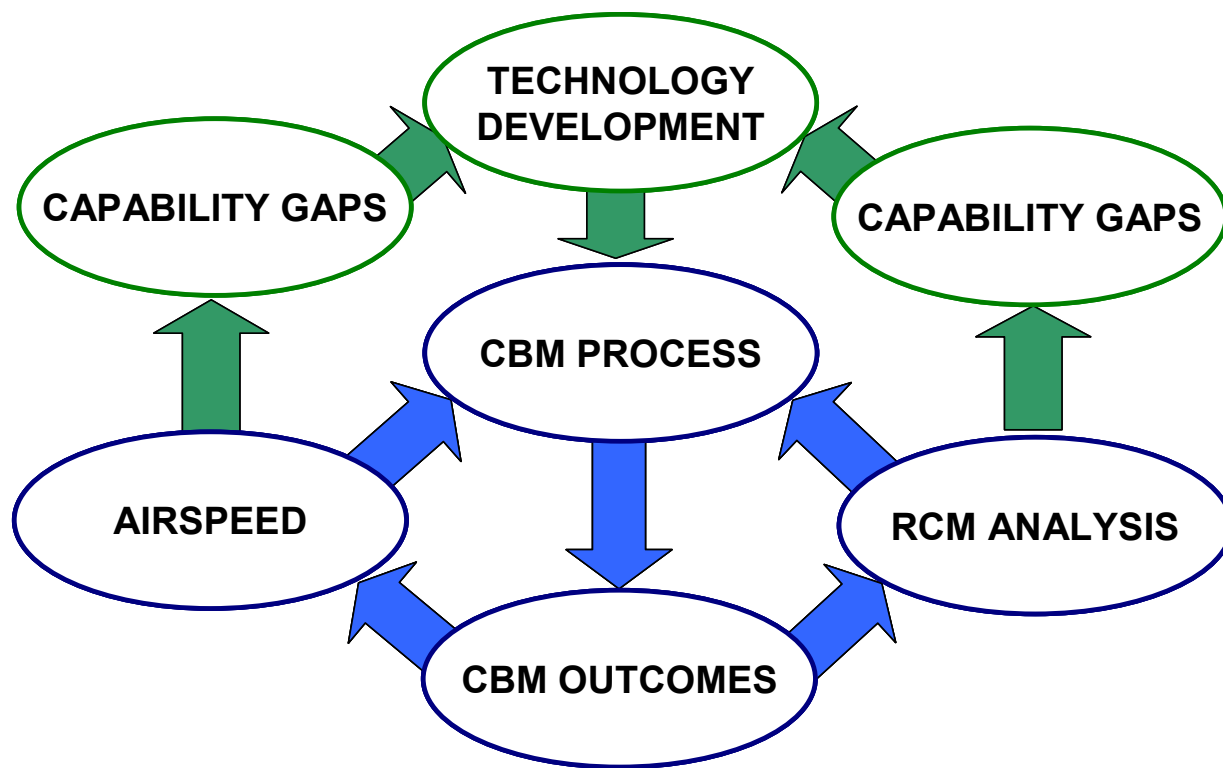 TECHNOLOGY
DEVELOPMENT
CAPABILITY GAPS
CAPABILITY GAPS
CBM PROCESS
AIRSPEED
RCM ANALYSIS
CBM OUTCOMES